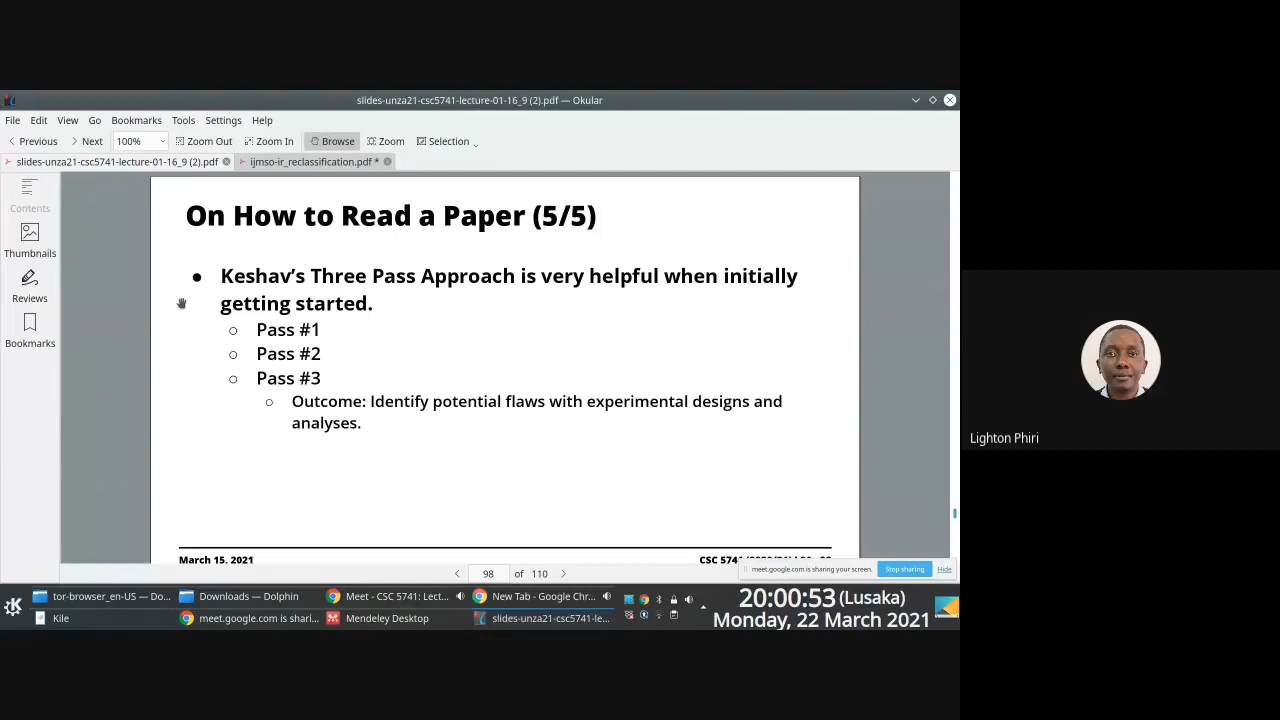 slides-unza21-csc5741-lecture-01-16_9 (2).pdf — Okular
File Edit View Go Bookmarks Tools Settings Help
Previous Next 100% Zoom Out Zoom In Browse Zoom Selection
slides-unza21-csc5741-lecture-01-16_9 (2).pdf ijmso-ir_reclassification.pdf *
Contents
Thumbnails
Reviews
Bookmarks
On How to Read a Paper (5/5)
● Keshav’s Three Pass Approach is very helpful when initially
getting started.
○ Pass #1
○ Pass #2
○ Pass #3
○ Outcome: Identify potential flaws with experimental designs and
analyses.
March 15, 2021
98 of 110
meet.google.com is sharing your screen. Stop sharing Hide
tor-browser_en-US — Do... Downloads — Dolphin Meet - CSC 5741: Lect... New Tab - Google Chr...
Kile meet.google.com is shari... Mendeley Desktop slides-unza21-csc5741-le...
20:00:53 (Lusaka)
Monday, 22 March 2021
Lighton Phiri